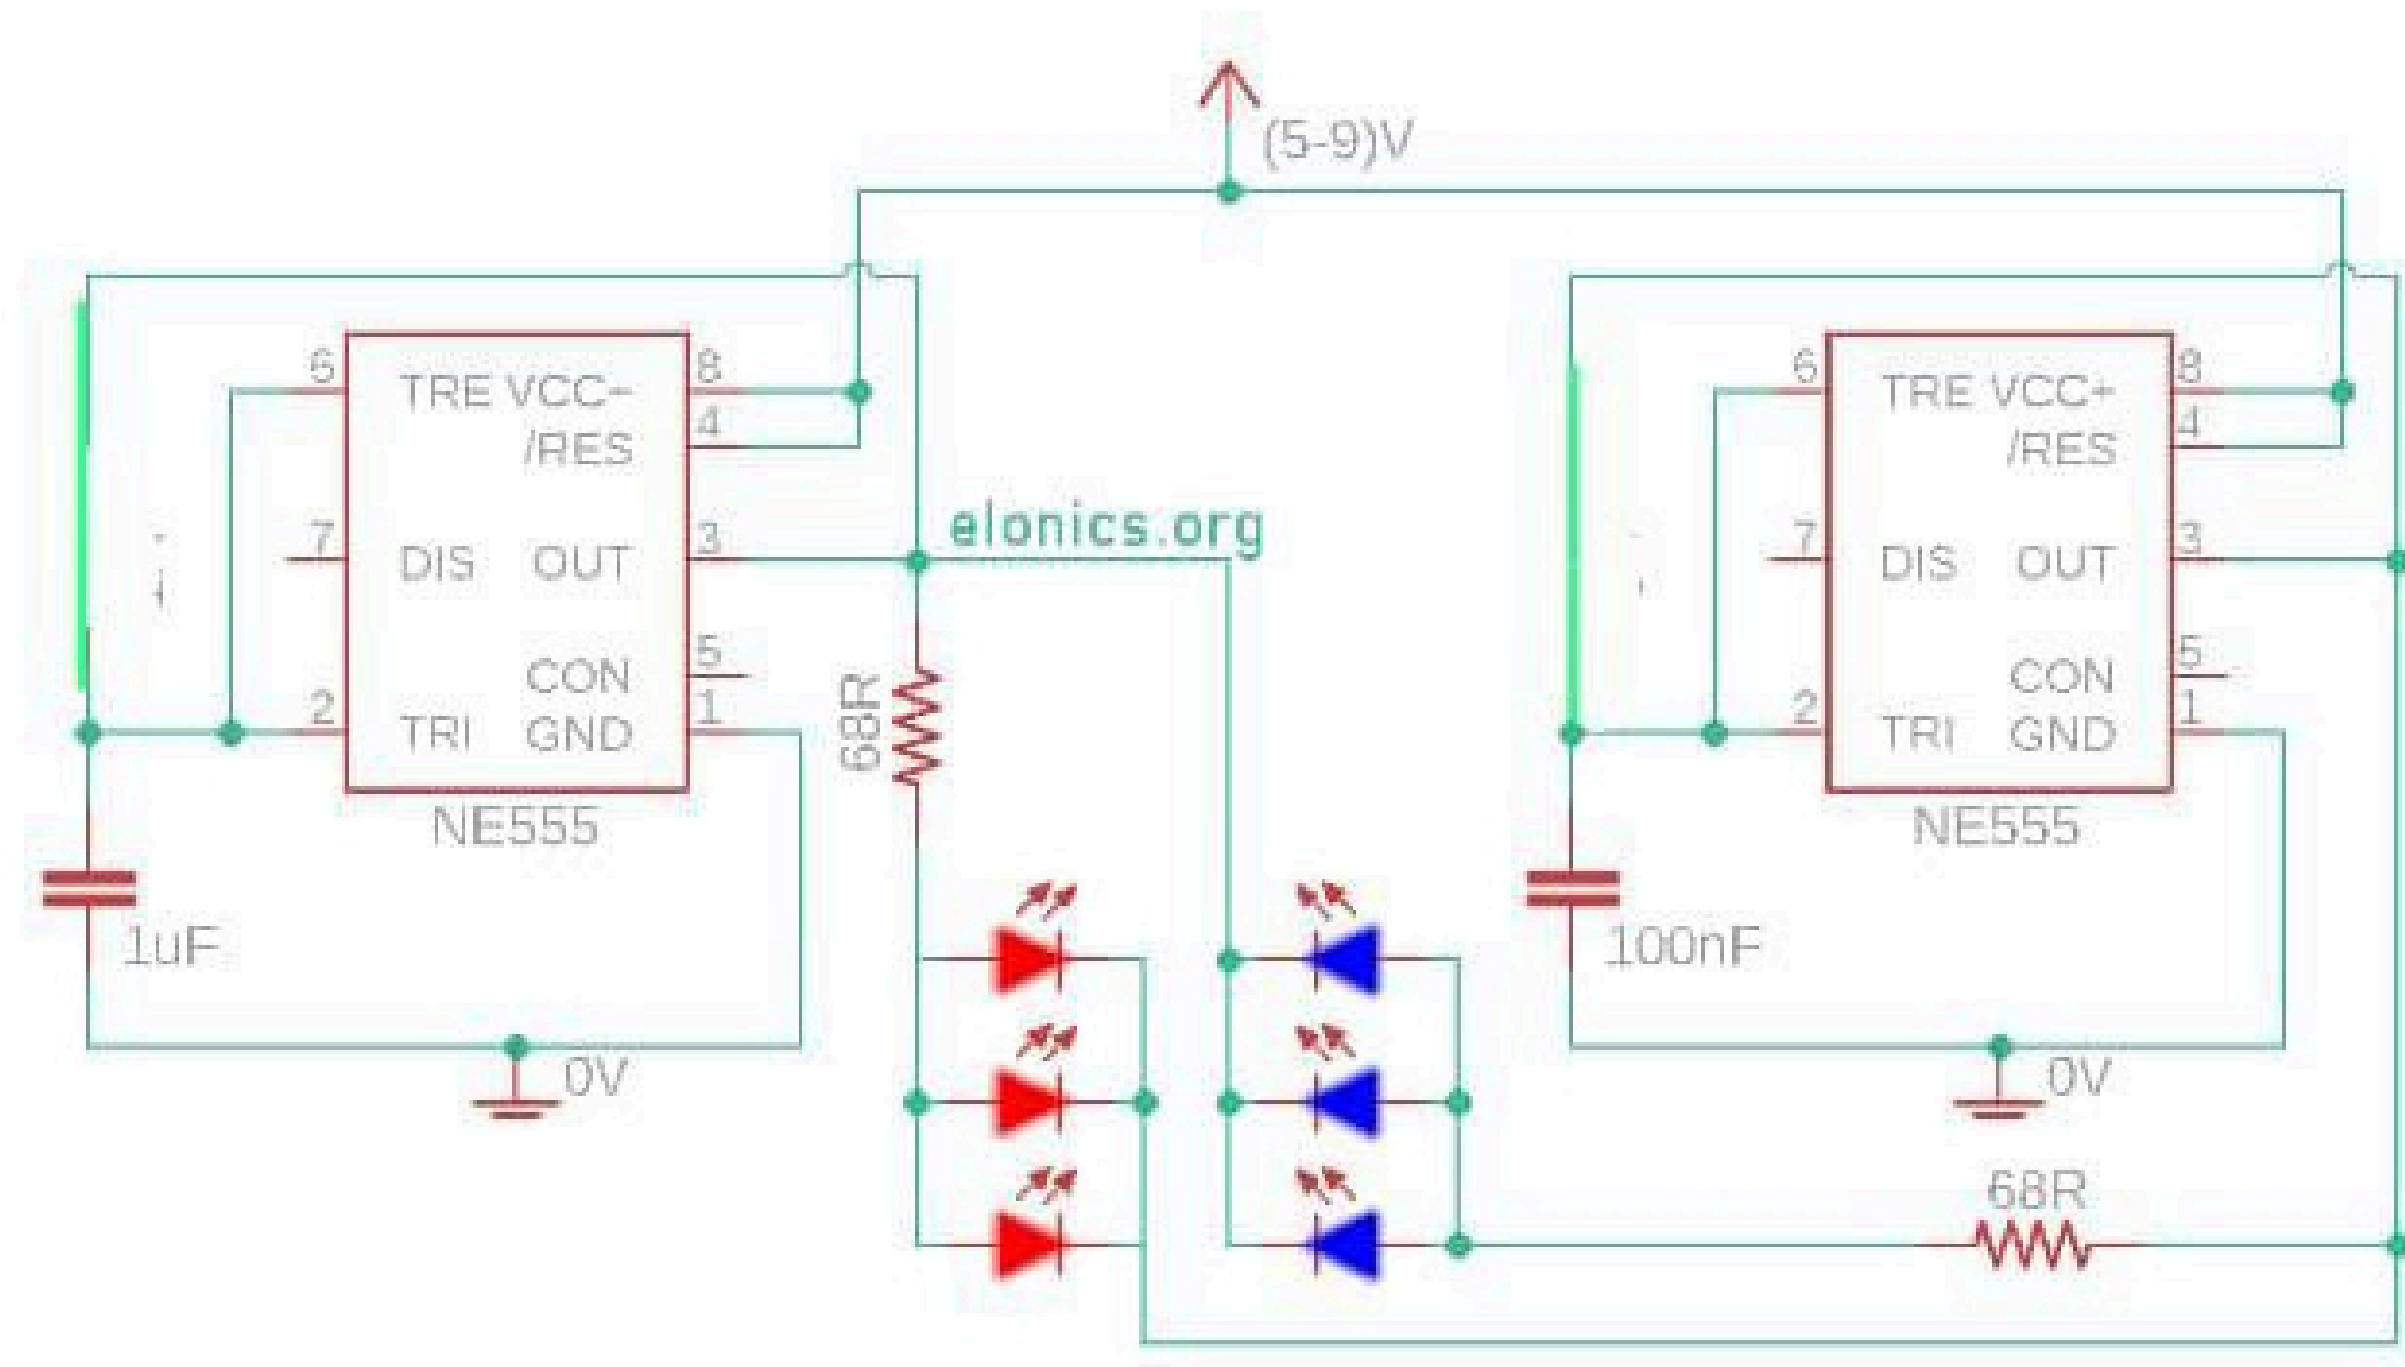 (5-9)V
6 TRE VCC- 8
/RES 4
7 DIS OUT 3
CON 5
2 TRI GND 1
NE555
1uF
0V
elonics.org
68R
6 TRE VCC+ 8
/RES 4
7 DIS OUT 3
CON 5
2 TRI GND 1
NE555
100nF
0V
68R